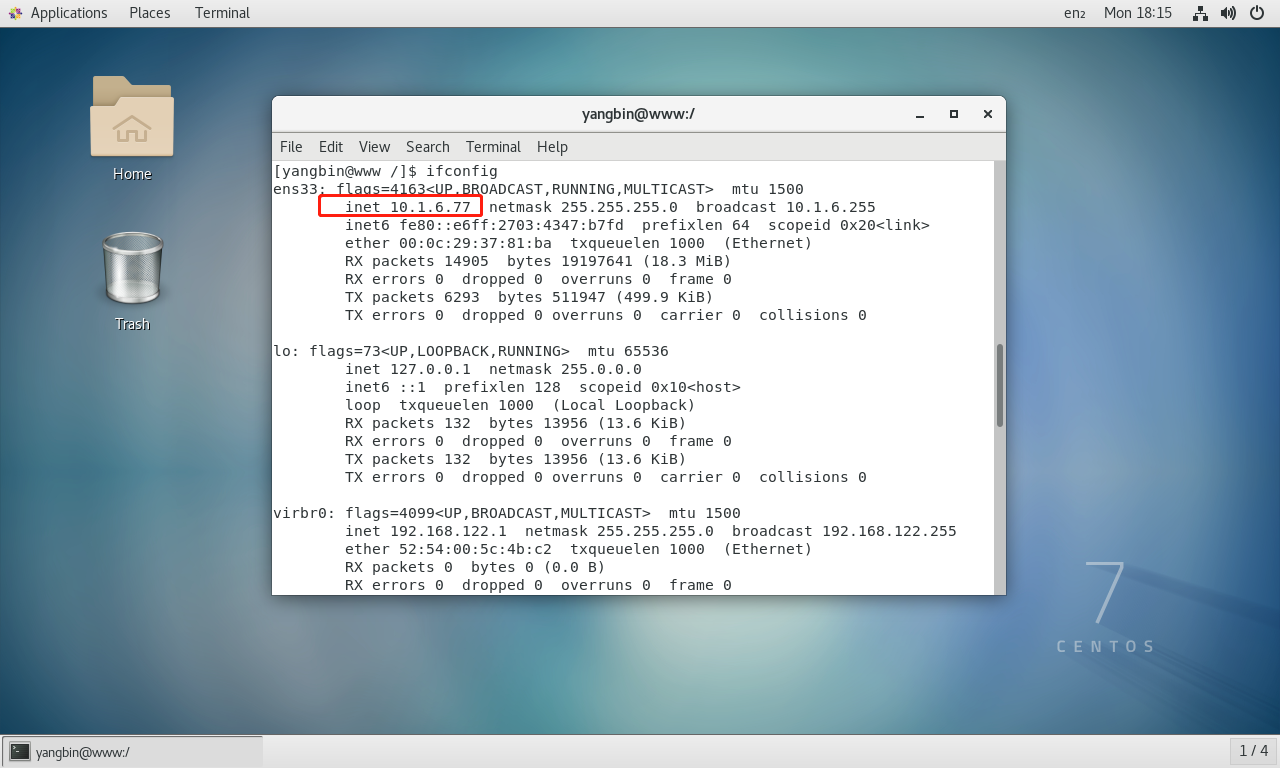 Applications Places Terminal en₂ Mon 18:15
Home
Trash
yangbin@www:/
File Edit View Search Terminal Help
[yangbin@www /]$ ifconfig
ens33: flags=4163<UP,BROADCAST,RUNNING,MULTICAST>  mtu 1500
        inet 10.1.6.77  netmask 255.255.255.0  broadcast 10.1.6.255
        inet6 fe80::e6ff:2703:4347:b7fd  prefixlen 64  scopeid 0x20<link>
        ether 00:0c:29:37:81:ba  txqueuelen 1000  (Ethernet)
        RX packets 14905  bytes 19197641 (18.3 MiB)
        RX errors 0  dropped 0  overruns 0  frame 0
        TX packets 6293  bytes 511947 (499.9 KiB)
        TX errors 0  dropped 0 overruns 0  carrier 0  collisions 0

lo: flags=73<UP,LOOPBACK,RUNNING>  mtu 65536
        inet 127.0.0.1  netmask 255.0.0.0
        inet6 ::1  prefixlen 128  scopeid 0x10<host>
        loop  txqueuelen 1000  (Local Loopback)
        RX packets 132  bytes 13956 (13.6 KiB)
        RX errors 0  dropped 0  overruns 0  frame 0
        TX packets 132  bytes 13956 (13.6 KiB)
        TX errors 0  dropped 0 overruns 0  carrier 0  collisions 0

virbr0: flags=4099<UP,BROADCAST,MULTICAST>  mtu 1500
        inet 192.168.122.1  netmask 255.255.255.0  broadcast 192.168.122.255
        ether 52:54:00:5c:4b:c2  txqueuelen 1000  (Ethernet)
        RX packets 0  bytes 0 (0.0 B)
        RX errors 0  dropped 0  overruns 0  frame 0
7
CENTOS
yangbin@www:/
1 / 4